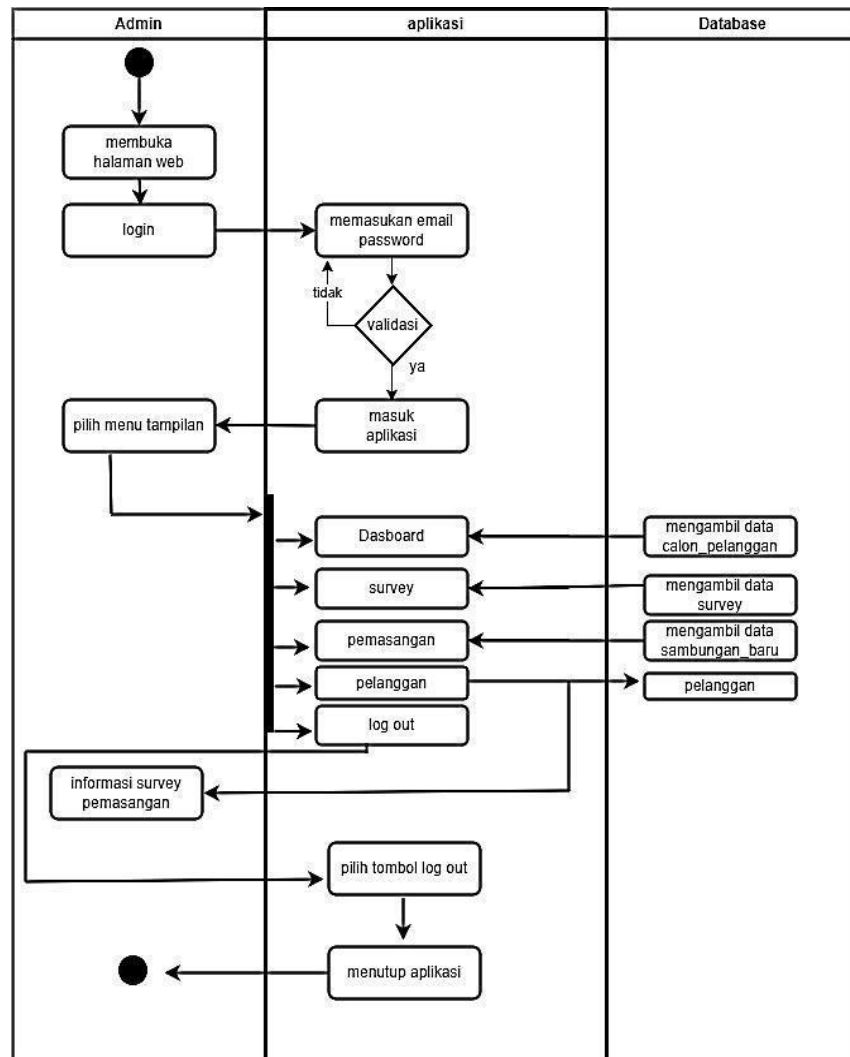 Admin
aplikasi
Database
membuka
halaman web
login
memasukan email
password
tidak
validasi
ya
pilih menu tampilan
masuk
aplikasi
Dasboard
mengambil data
calon_pelanggan
survey
mengambil data
survey
pemasangan
mengambil data
sambungan_baru
pelanggan
pelanggan
log out
informasi survey
pemasangan
pilih tombol log out
menutup aplikasi